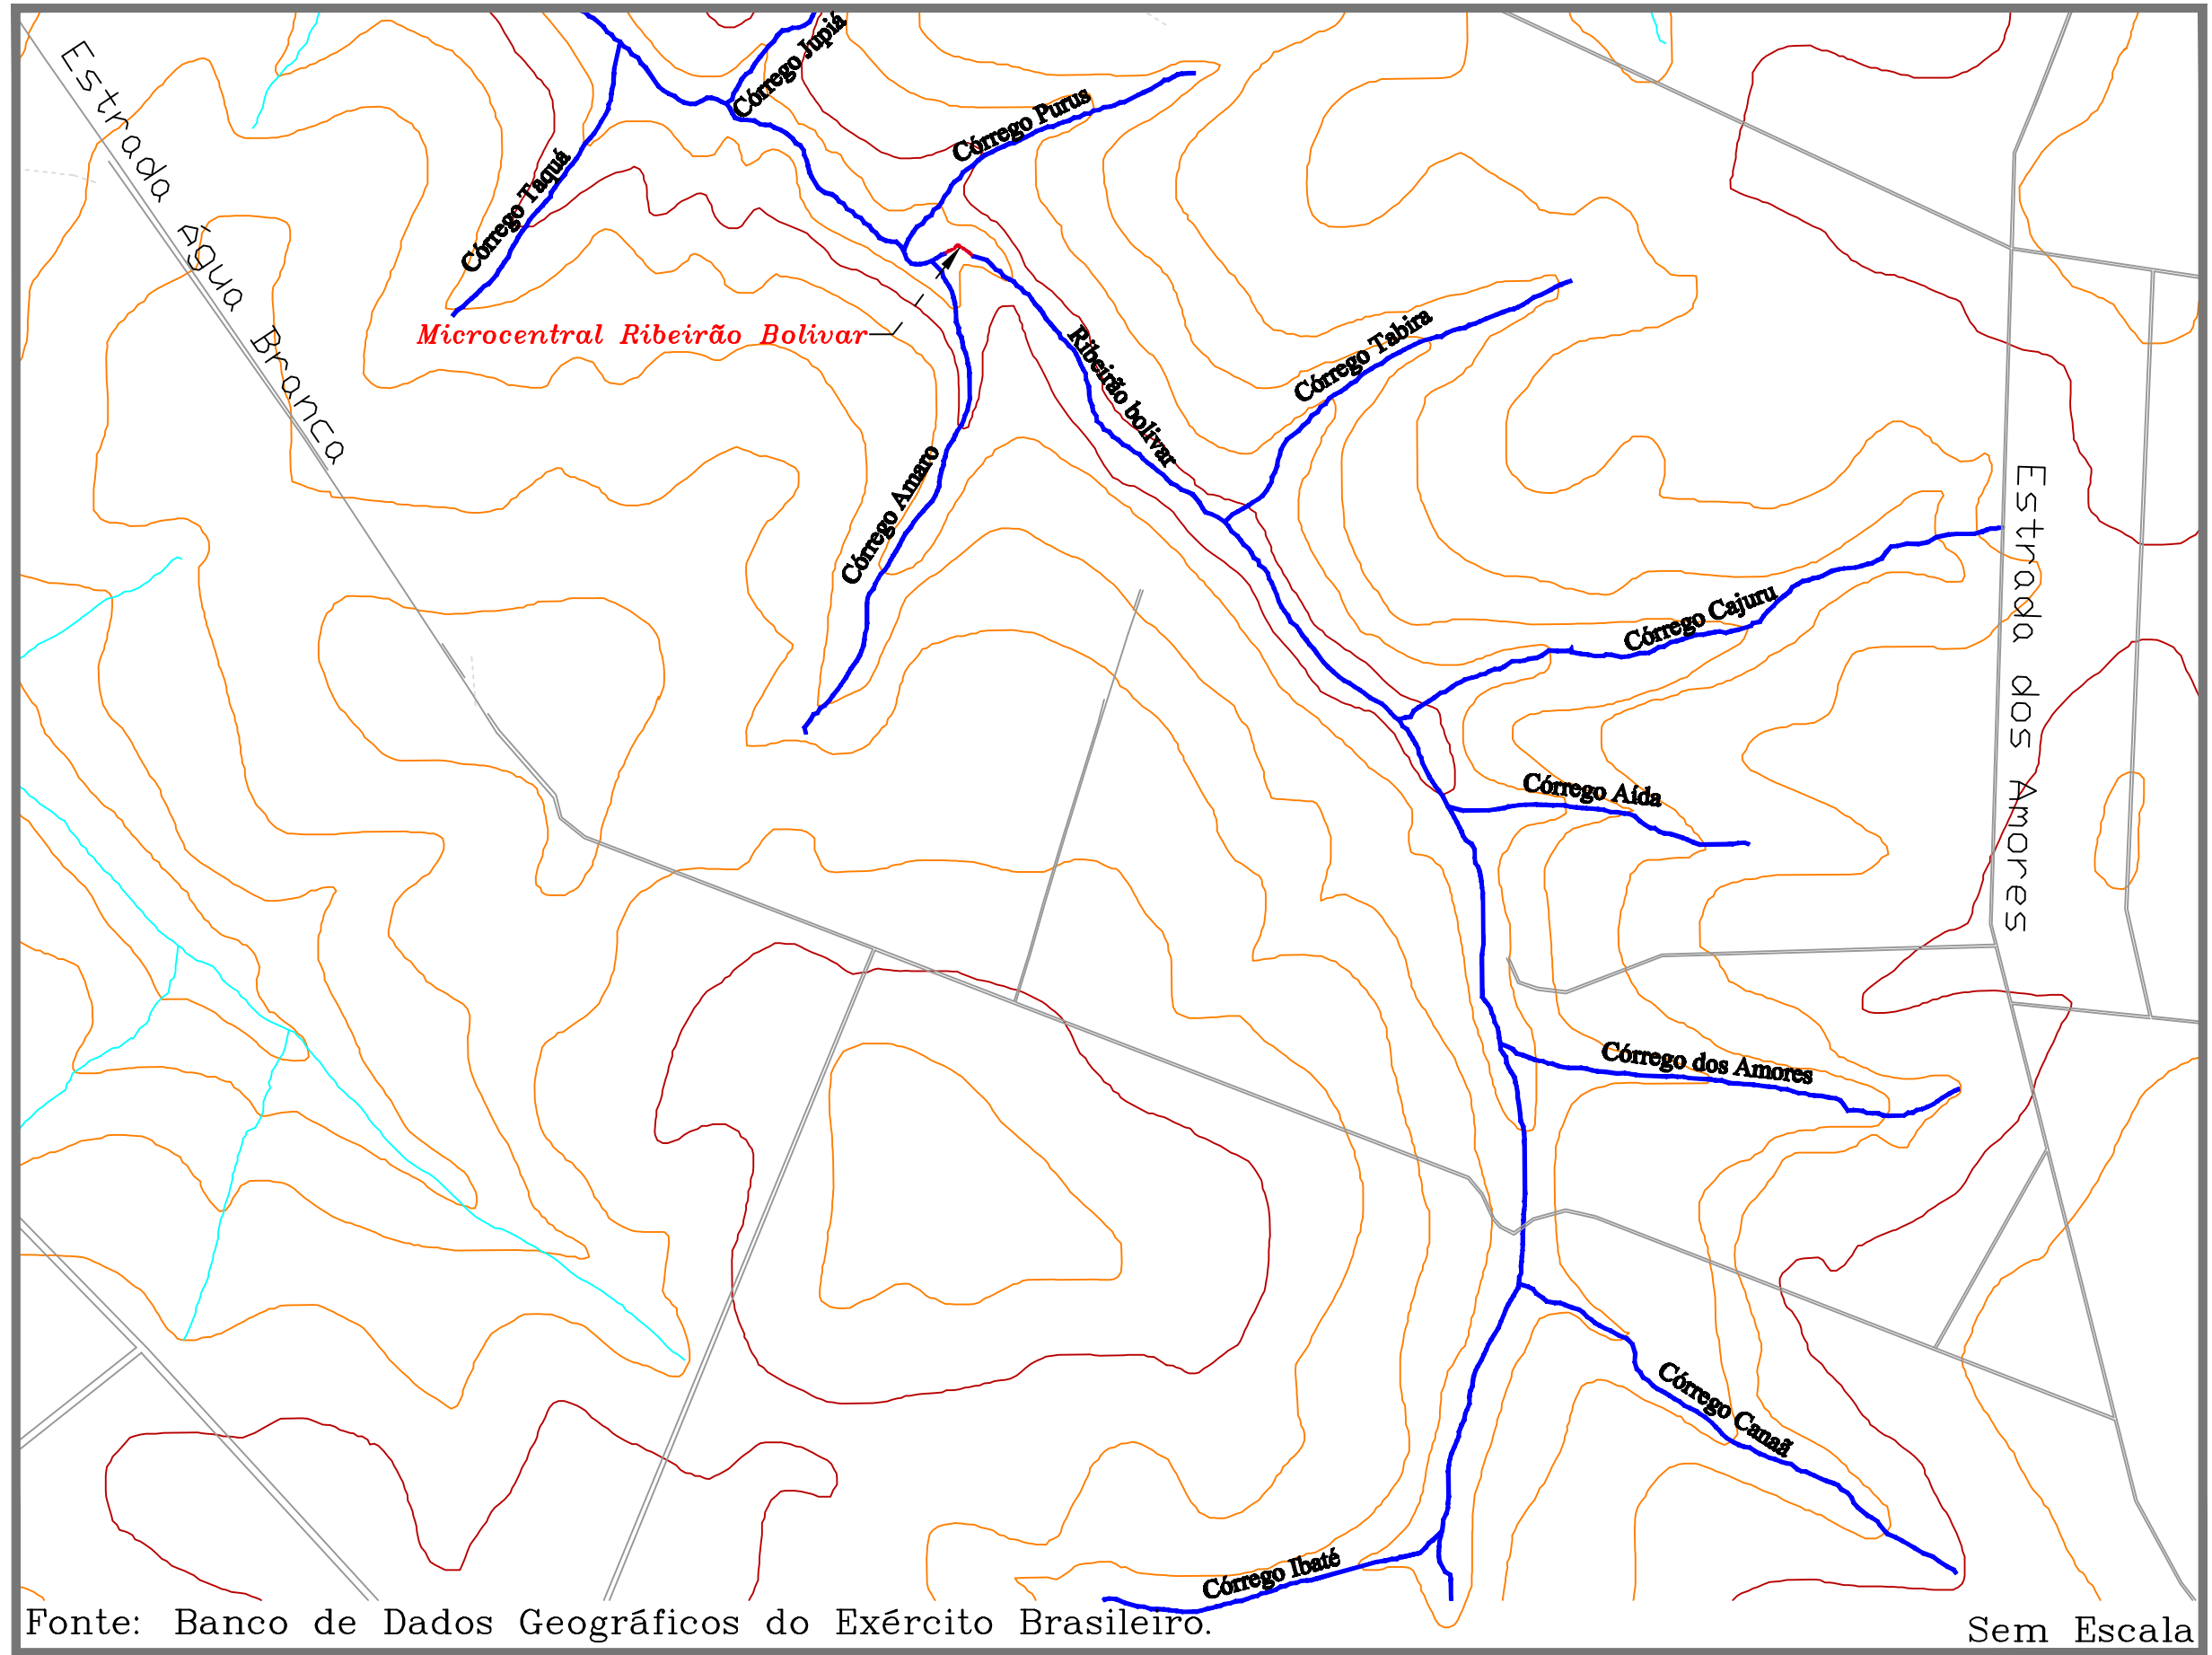 Córrego Jupiá
Estrada Água Branca
Córrego Purus
Córrego Taquá
Microcentral Ribeirão Bolivar
Ribeirão bolivar
Córrego Tabira
Córrego Amaro
Estrada dos Amores
Córrego Cajuru
Córrego Aída
Córrego dos Amores
Córrego Canaã
Córrego Ibaté
Fonte: Banco de Dados Geográficos do Exército Brasileiro.
Sem Escala